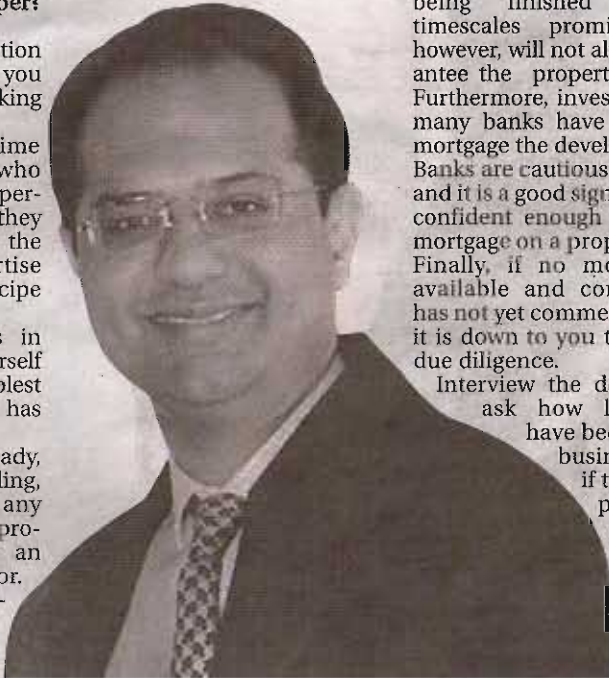 per?
tion
you
king
ime
who
per-
they
the
rtise
cipe
s in
rself
plest
has
ady,
ling,
any
pro-
an
or.
being finished
timescales promi
however, will not al
antee the propert
Furthermore, inves
many banks have
mortgage the devel
Banks are cautious
and it is a good sign
confident enough
mortgage on a prop
Finally, if no mo
available and con
has not yet comme
it is down to you t
due diligence.
Interview the d
ask how l
have bee
busin
if t
p